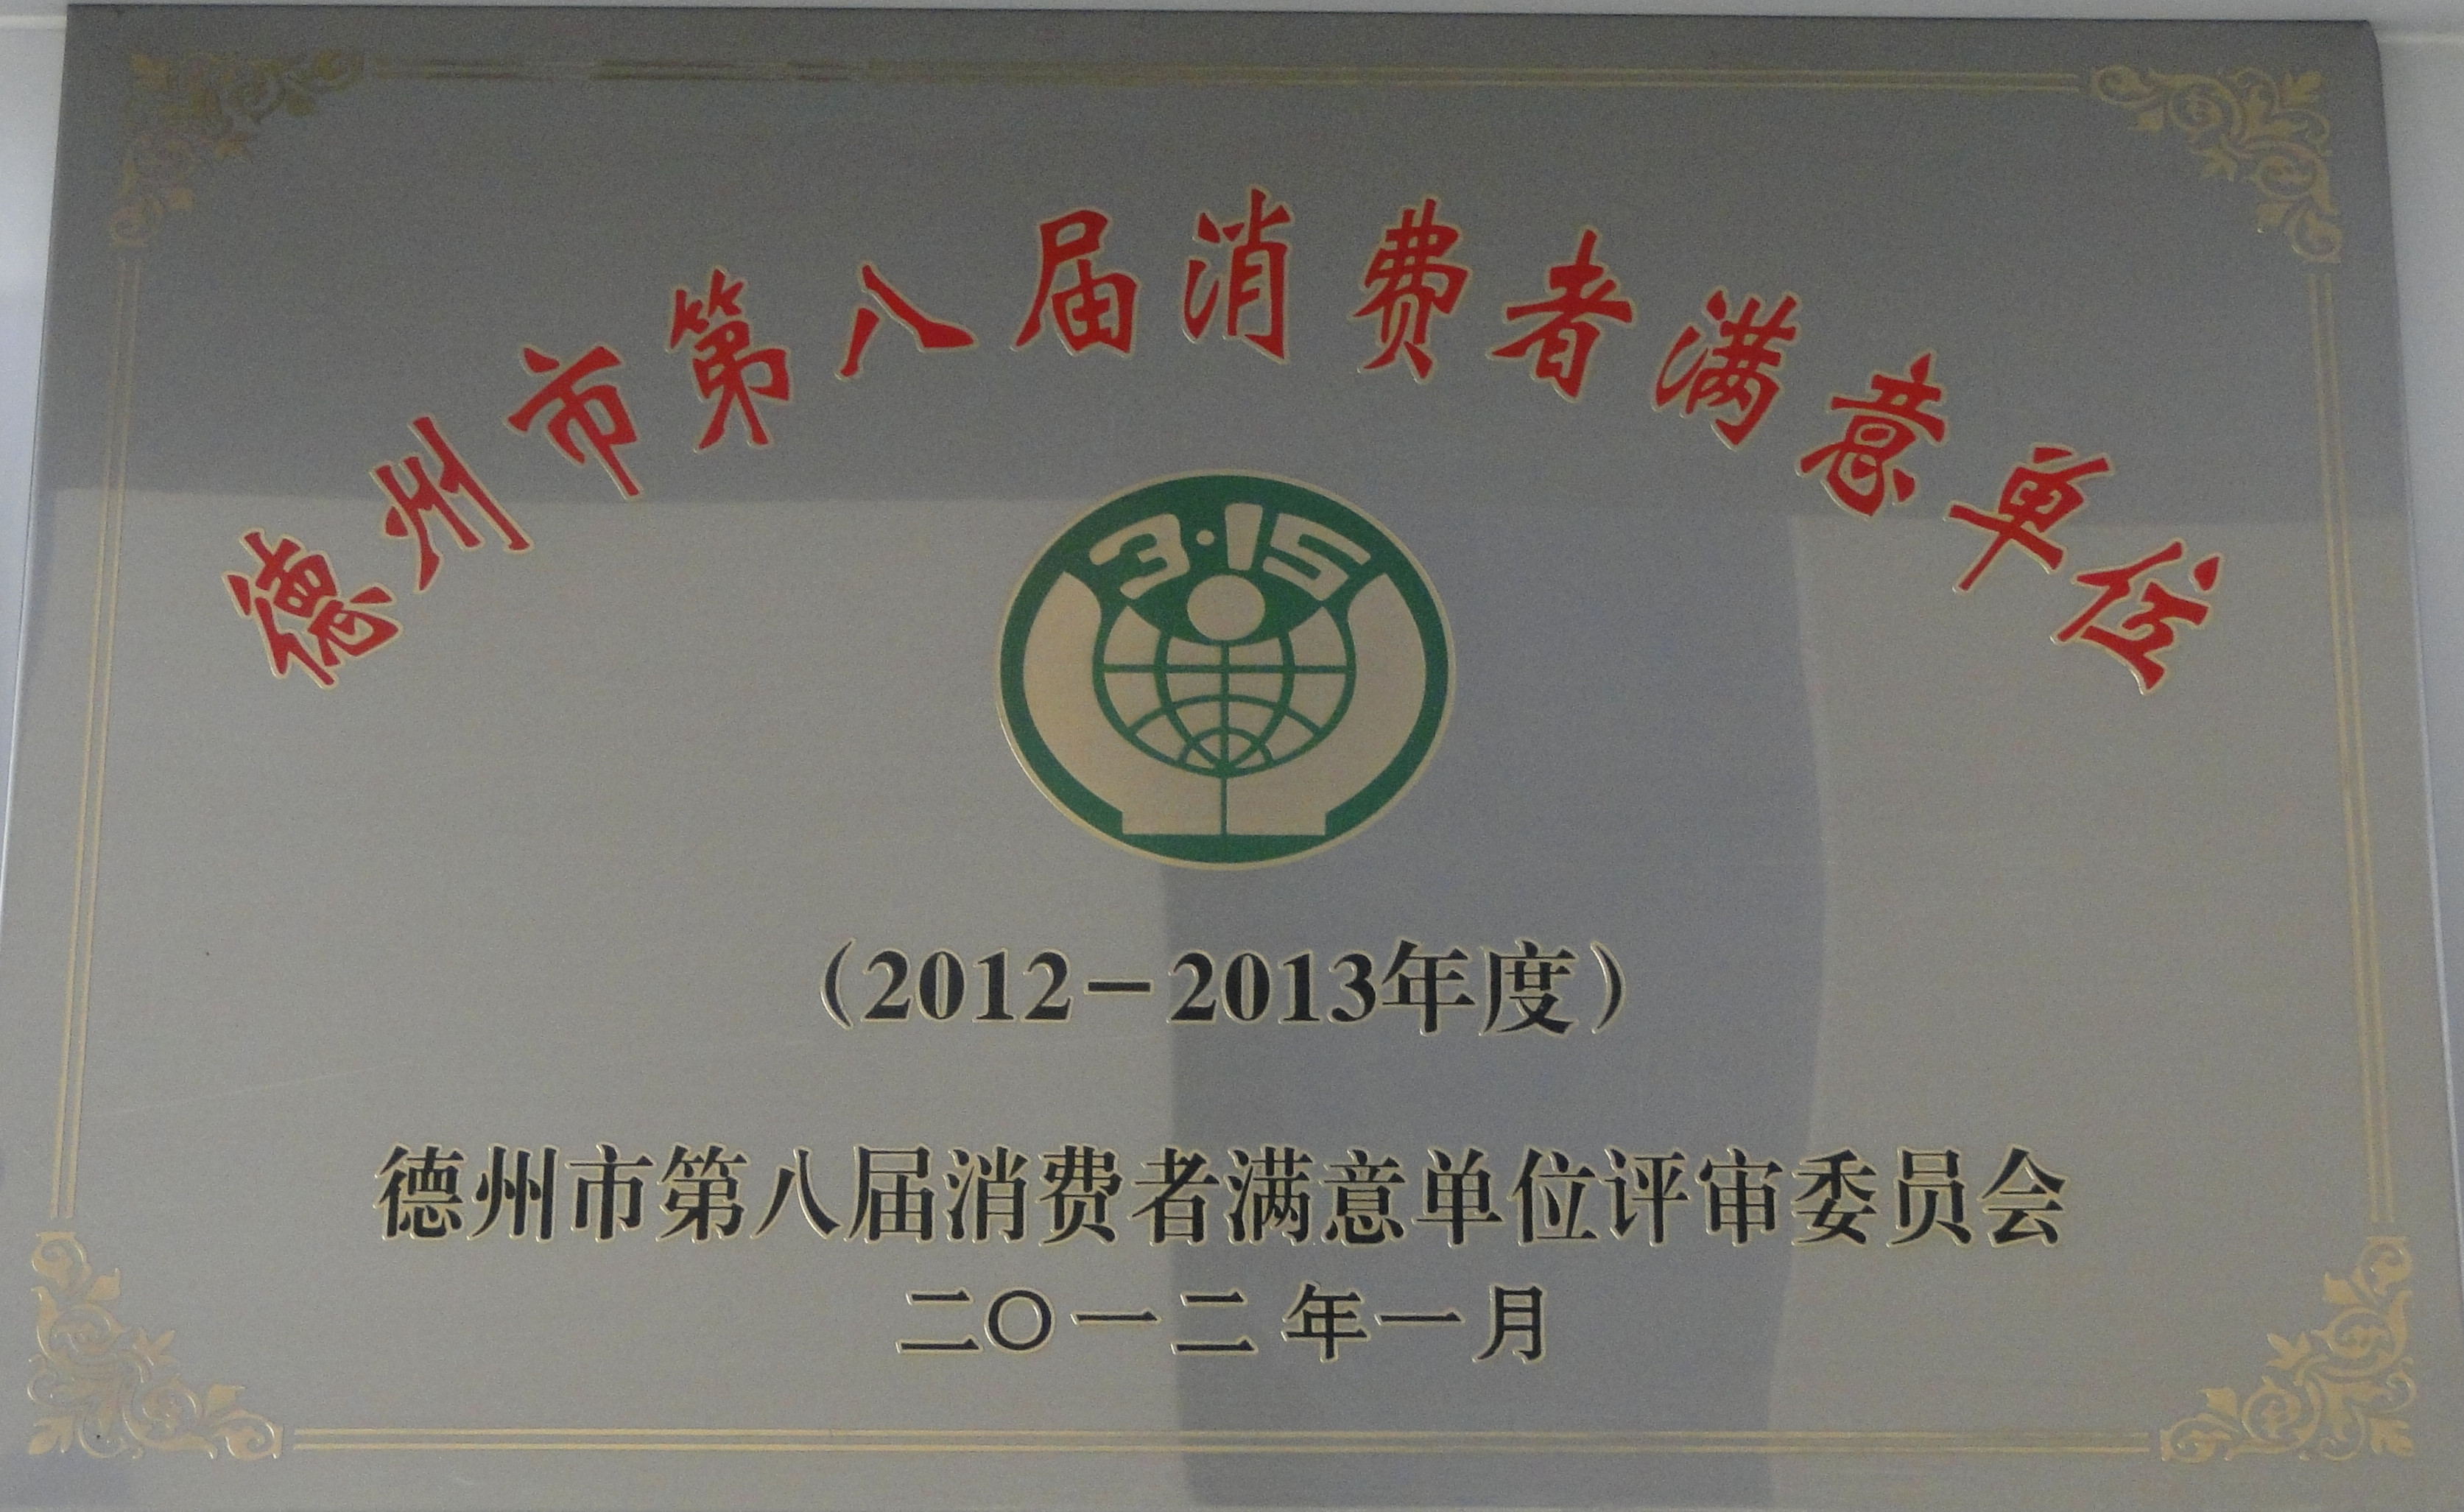 德州市第八届消费者满意单位
3·15
（2012－2013年度）
德州市第八届消费者满意单位评审委员会
二〇一二年一月